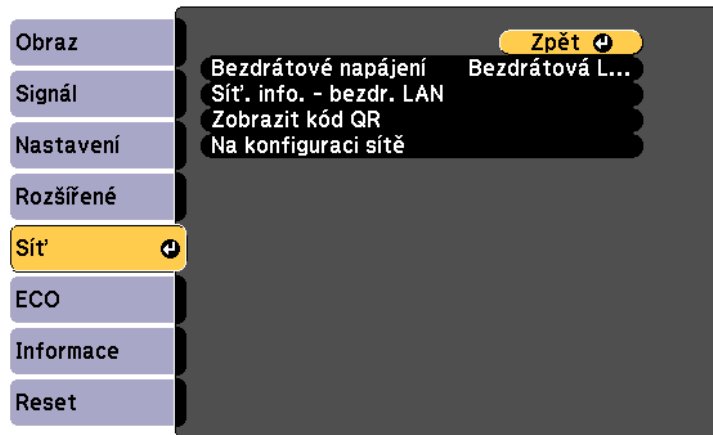 Obraz
Signál
Nastavení
Rozšířené
Síť
ECO
Informace
Reset
Zpět
Bezdrátové napájení Bezdrátová L...
Síť. info. - bezdr. LAN
Zobrazit kód QR
Na konfiguraci sítě